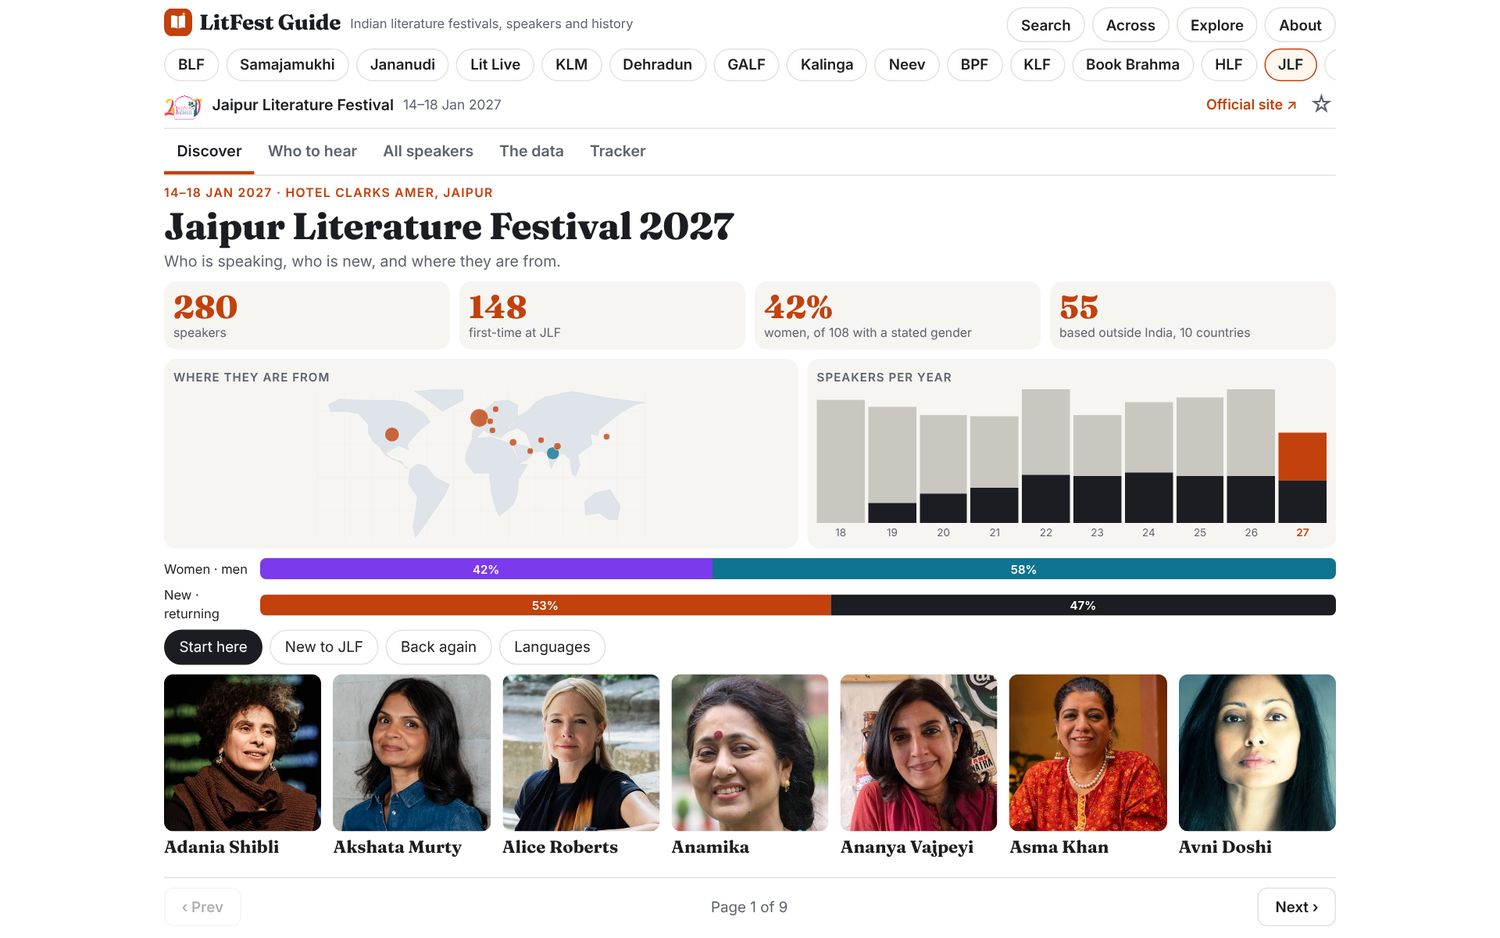 LitFest Guide Indian literature festivals, speakers and history
Search Across Explore About
BLF Samajamukhi Jananudi Lit Live KLM Dehradun GALF Kalinga Neev BPF KLF Book Brahma HLF JLF
Jaipur Literature Festival 14–18 Jan 2027
Official site ↗ ☆
Discover Who to hear All speakers The data Tracker
14–18 JAN 2027 · HOTEL CLARKS AMER, JAIPUR
Jaipur Literature Festival 2027
Who is speaking, who is new, and where they are from.
280
speakers
148
first-time at JLF
42%
women, of 108 with a stated gender
55
based outside India, 10 countries
WHERE THEY ARE FROM
SPEAKERS PER YEAR
18 19 20 21 22 23 24 25 26 27
Women · men 42% 58%
New ·
returning 53% 47%
Start here New to JLF Back again Languages
Adania Shibli Akshata Murty Alice Roberts Anamika Ananya Vajpeyi Asma Khan Avni Doshi
‹ Prev Page 1 of 9 Next ›